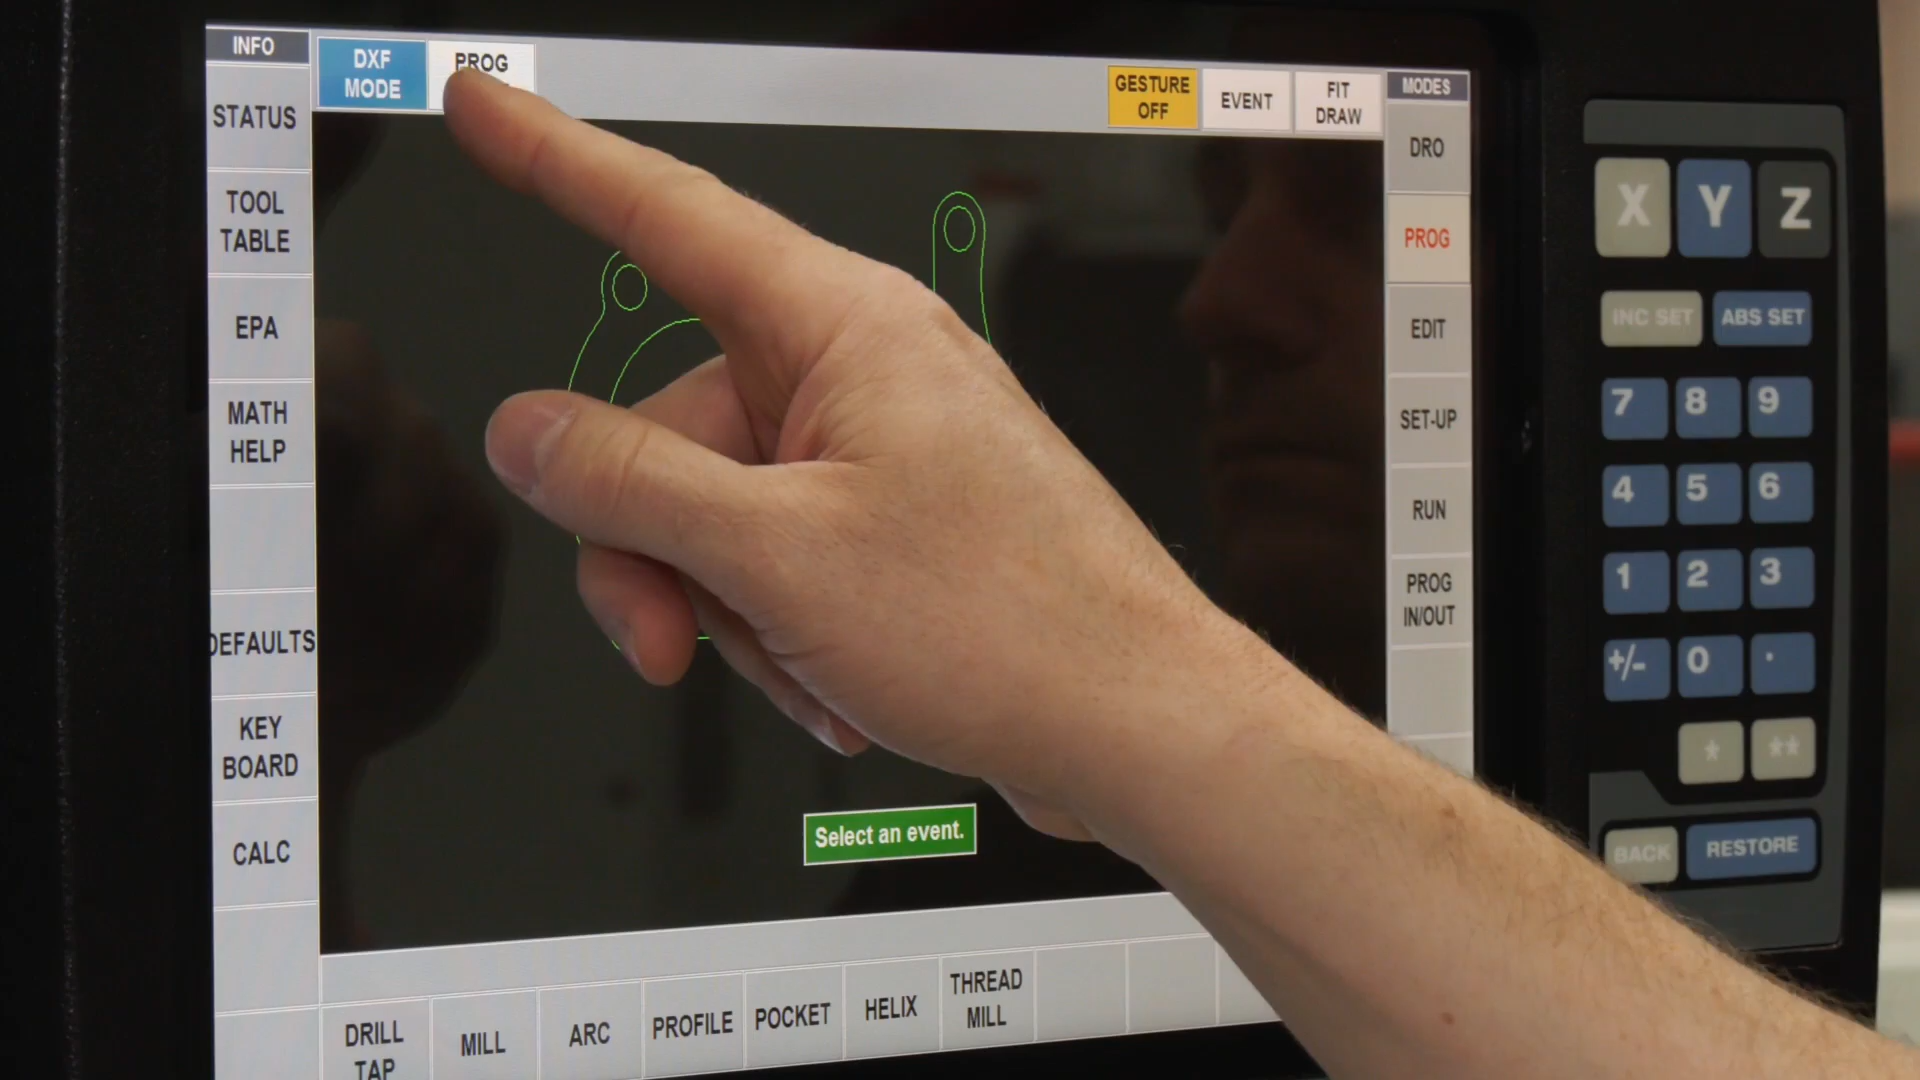 INFO
STATUS
TOOL
TABLE
EPA
MATH
HELP
DEFAULTS
KEY
BOARD
CALC
DXF
MODE
PROG
GESTURE
OFF
EVENT
FIT
DRAW
Select an event.
DRILL
TAP
MILL
ARC
PROFILE
POCKET
HELIX
THREAD
MILL
MODES
DRO
PROG
EDIT
SET-UP
RUN
PROG
IN/OUT
X Y Z
INC SET ABS SET
7 8 9
4 5 6
1 2 3
+/- 0 .
* **
BACK RESTORE